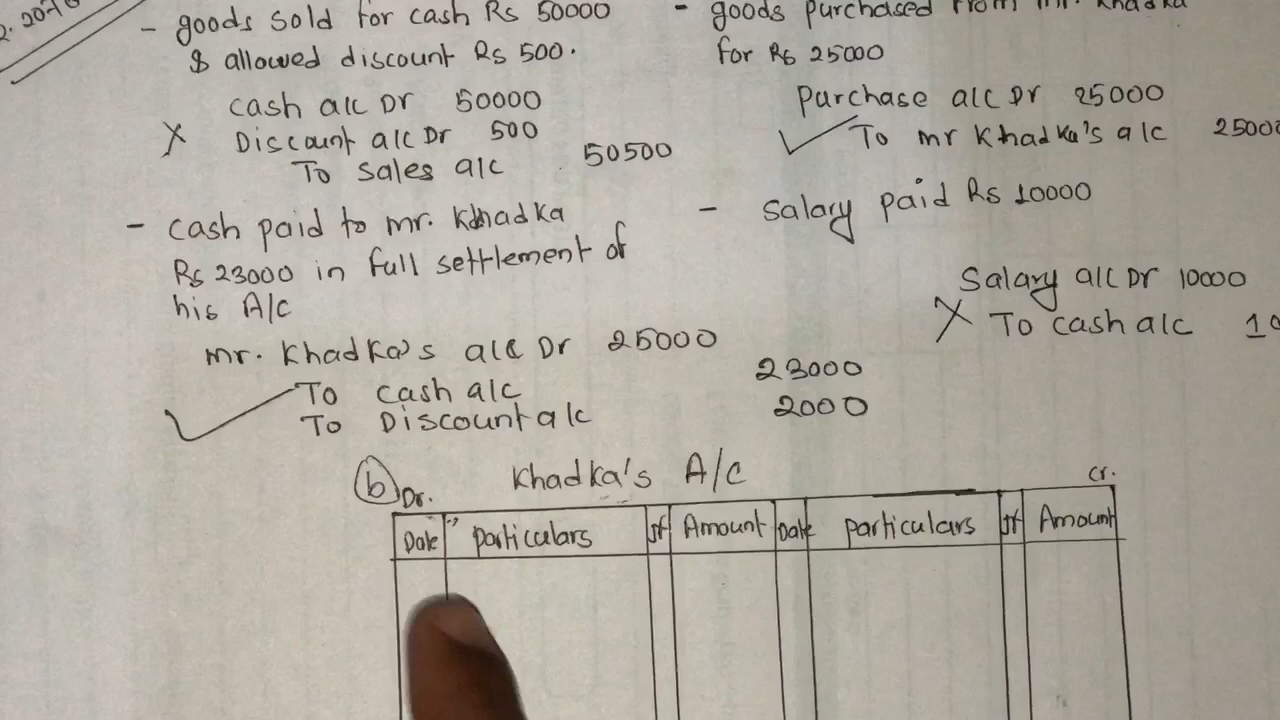 - goods sold for cash Rs 50000
& allowed discount Rs 500.
cash a/c Dr 50000
X Discount a/c Dr 500
To sales a/c 50500
- cash paid to mr. Khadka
Rs 23000 in full settlement of
his A/C
mr. Khadka's a/c Dr 25000
To cash a/c 23000
To Discount a/c 2000
- goods purchased from mr. Khadka
for Rs 25000
Purchase a/c Dr 25000
To mr Khadka's a/c 25000
- Salary paid Rs 10000
Salary a/c Dr 10000
X To cash a/c
(b) Dr. Khadka's A/C cr.
Date particulars Jf Amount Date particulars Jf Amount